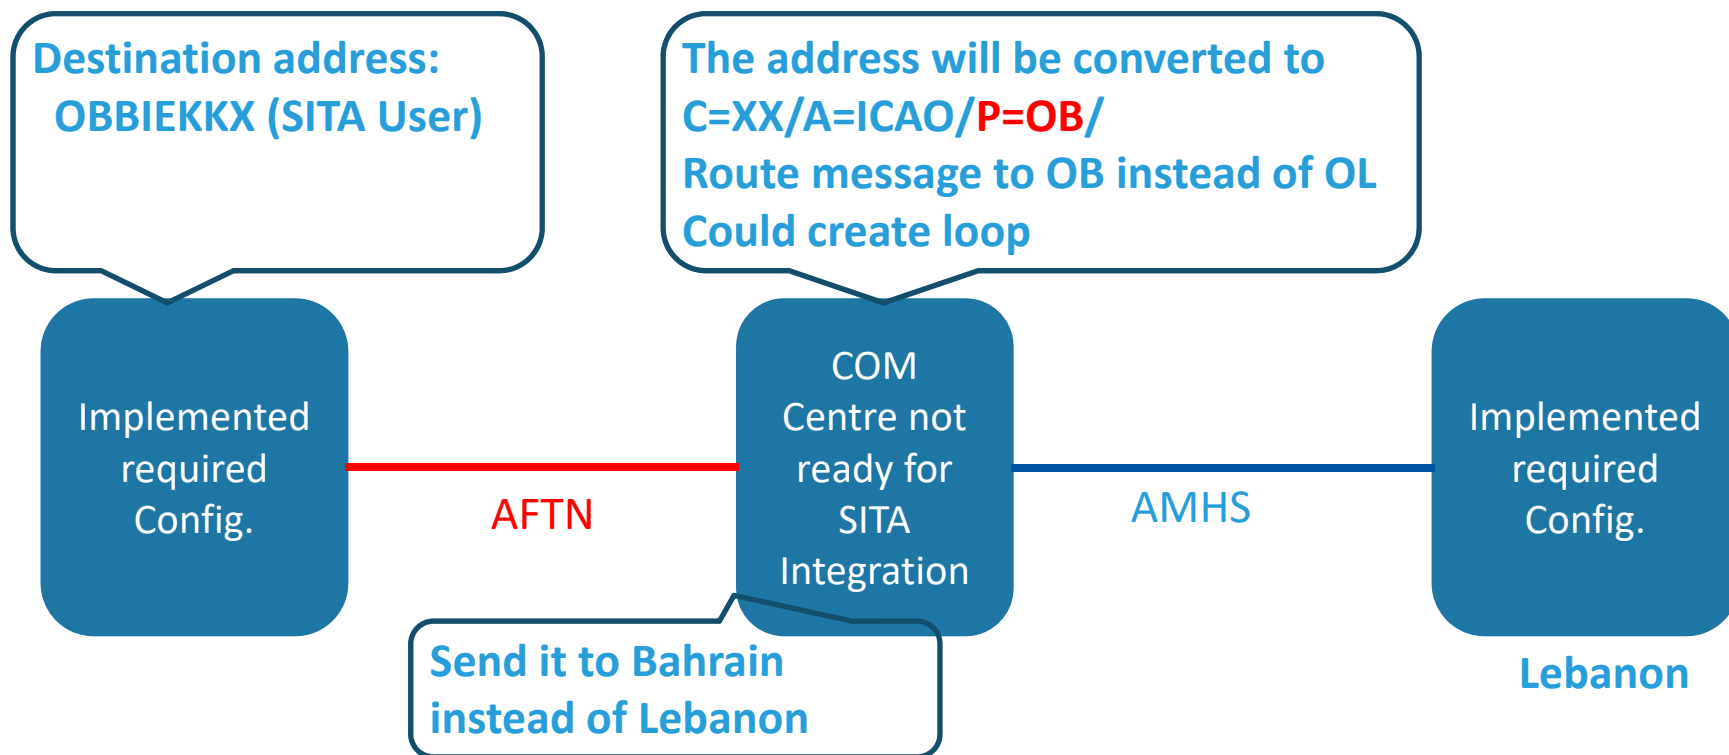 Destination address:
OBBIEKKX (SITA User)
The address will be converted to
C=XX/A=ICAO/P=OB/
Route message to OB instead of OL
Could create loop
Implemented
required
Config.
AFTN
COM
Centre not
ready for
SITA
Integration
AMHS
Implemented
required
Config.
Send it to Bahrain
instead of Lebanon
Lebanon